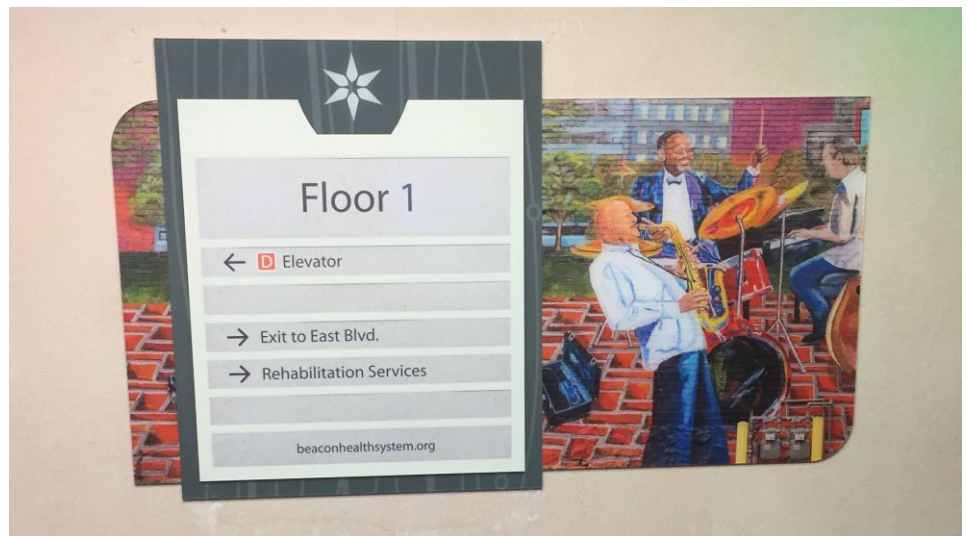 Floor 1
← D Elevator
→ Exit to East Blvd.
→ Rehabilitation Services
beaconhealthsystem.org